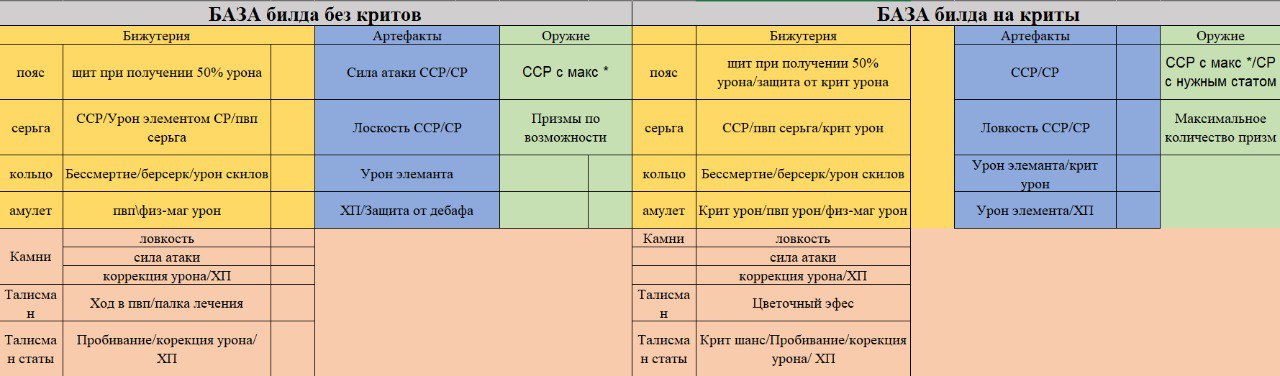 БАЗА билда без критов
БАЗА билда на криты
Бижутерия
Артефакты
Оружие
Бижутерия
Артефакты
Оружие
пояс
щит при получении 50% урона
Сила атаки ССР/СР
ССР с макс *
пояс
щит при получении 50%
урона/защита от крит урона
ССР/СР
ССР с макс */СР
с нужным статом
серьга
ССР/Урон элементом СР/пвп
серьга
Лоскость ССР/СР
Призмы по
возможности
серьга
ССР/пвп серьга/крит урон
Ловкость ССР/СР
Максимальное
количество призм
кольцо
Бессмертие/берсерк/урон скилов
Урон элеманта
кольцо
Бессмертие/берсерк/урон скилов
Урон элеманта/крит
урон
амулет
пвп\физ-маг урон
ХП/Защита от дебафа
амулет
Крит урон/пвп урон/физ-маг урон
Урон элемента/ХП
Камни
ловкость
сила атаки
коррекция урона/ХП
Камни
ловкость
сила атаки
коррекция урона/ХП
Талисма
н
Ход в пвп/палка лечения
Талисма
н
Цветочный эфес
Талисма
н статы
Пробивание/корекция урона/
ХП
Талисма
н статы
Крит шанс/Пробивание/корекция
урона/ ХП